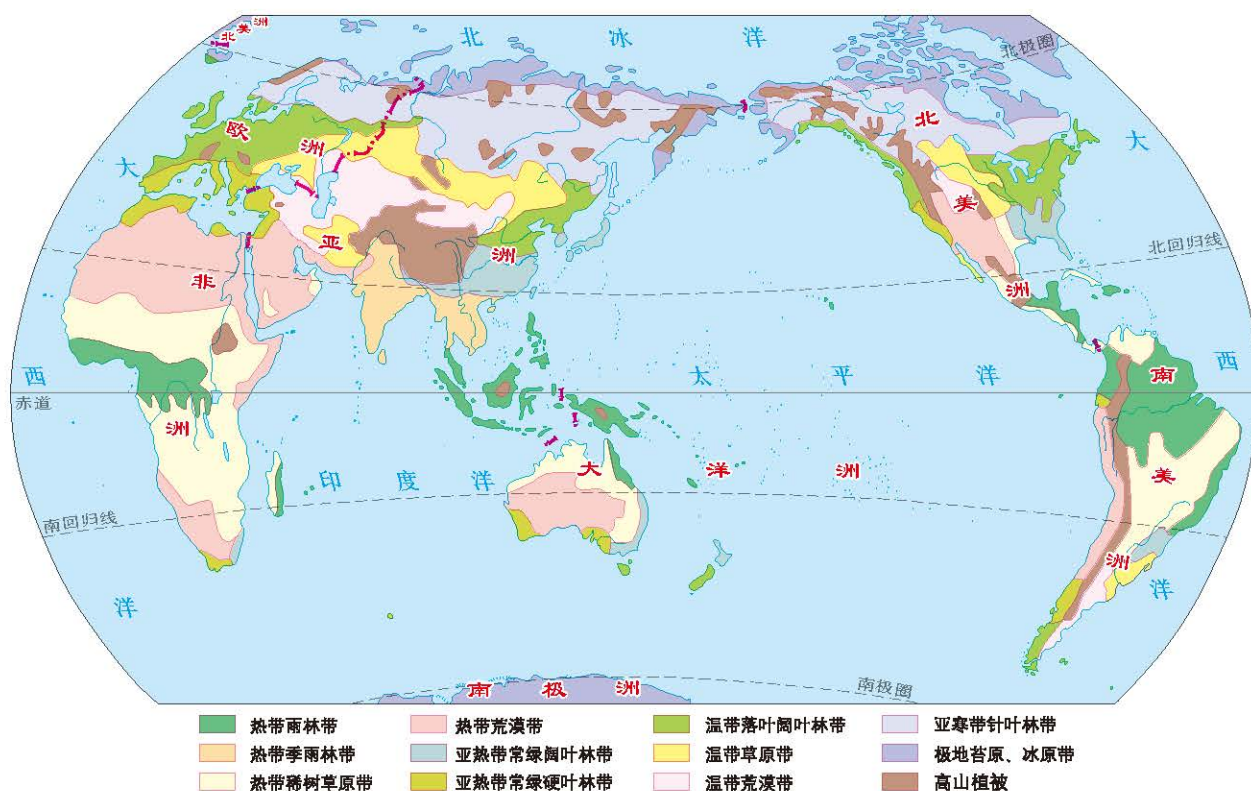 北美洲
北冰洋
北极圈
欧洲
北美洲
大
大
亚洲
北回归线
非洲
西
太平洋
西
赤道
南美洲
印度洋
大洋洲
南回归线
洋
洋
南极洲
南极圈
热带雨林带
热带荒漠带
温带落叶阔叶林带
亚寒带针叶林带
热带季雨林带
亚热带常绿阔叶林带
温带草原带
极地苔原、冰原带
热带稀树草原带
亚热带常绿硬叶林带
温带荒漠带
高山植被